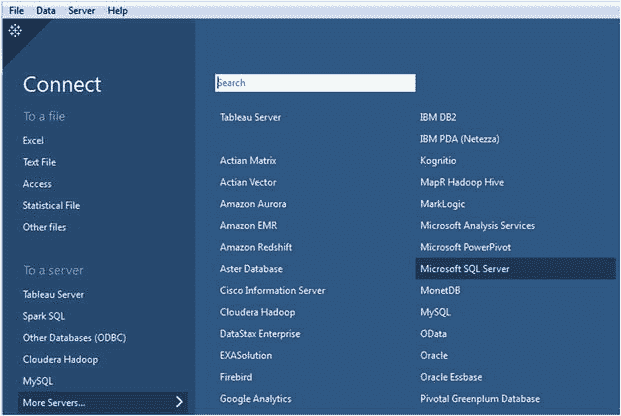 File Data Server Help
Connect
To a file
Excel
Text File
Access
Statistical File
Other files
To a server
Tableau Server
Spark SQL
Other Databases (ODBC)
Cloudera Hadoop
MySQL
More Servers...
Search
Tableau Server
Actian Matrix
Actian Vector
Amazon Aurora
Amazon EMR
Amazon Redshift
Aster Database
Cisco Information Server
Cloudera Hadoop
DataStax Enterprise
EXASolution
Firebird
Google Analytics
IBM DB2
IBM PDA (Netezza)
Kognitio
MapR Hadoop Hive
MarkLogic
Microsoft Analysis Services
Microsoft PowerPivot
Microsoft SQL Server
MonetDB
MySQL
OData
Oracle
Oracle Essbase
Pivotal Greenplum Database